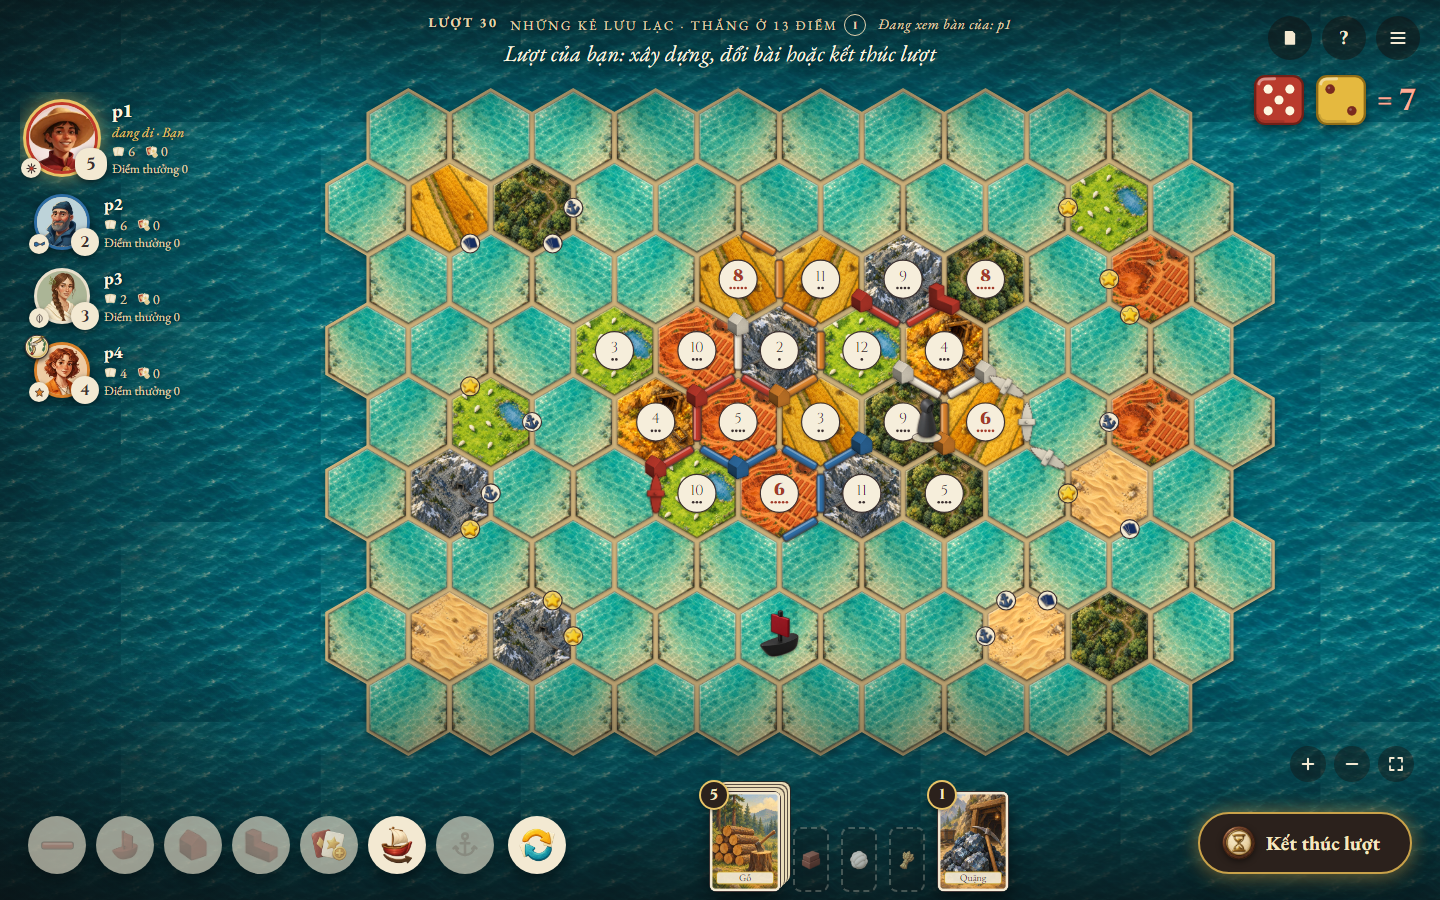 LƯỢT 30 NHỮNG KẺ LƯU LẠC · THẮNG Ở 13 ĐIỂM i Đang xem bàn của: p1
Lượt của bạn: xây dựng, đổi bài hoặc kết thúc lượt
?
= 7
p1
đang đi · Bạn
6 0
5
Điểm thưởng 0
p2
6 0
2
Điểm thưởng 0
p3
2 0
3
Điểm thưởng 0
p4
4 0
4
Điểm thưởng 0
8 11 9 8
3 10 2 12 4
4 5 3 9 6
10 6 11 5
5 1
Gỗ Quặng
Kết thúc lượt